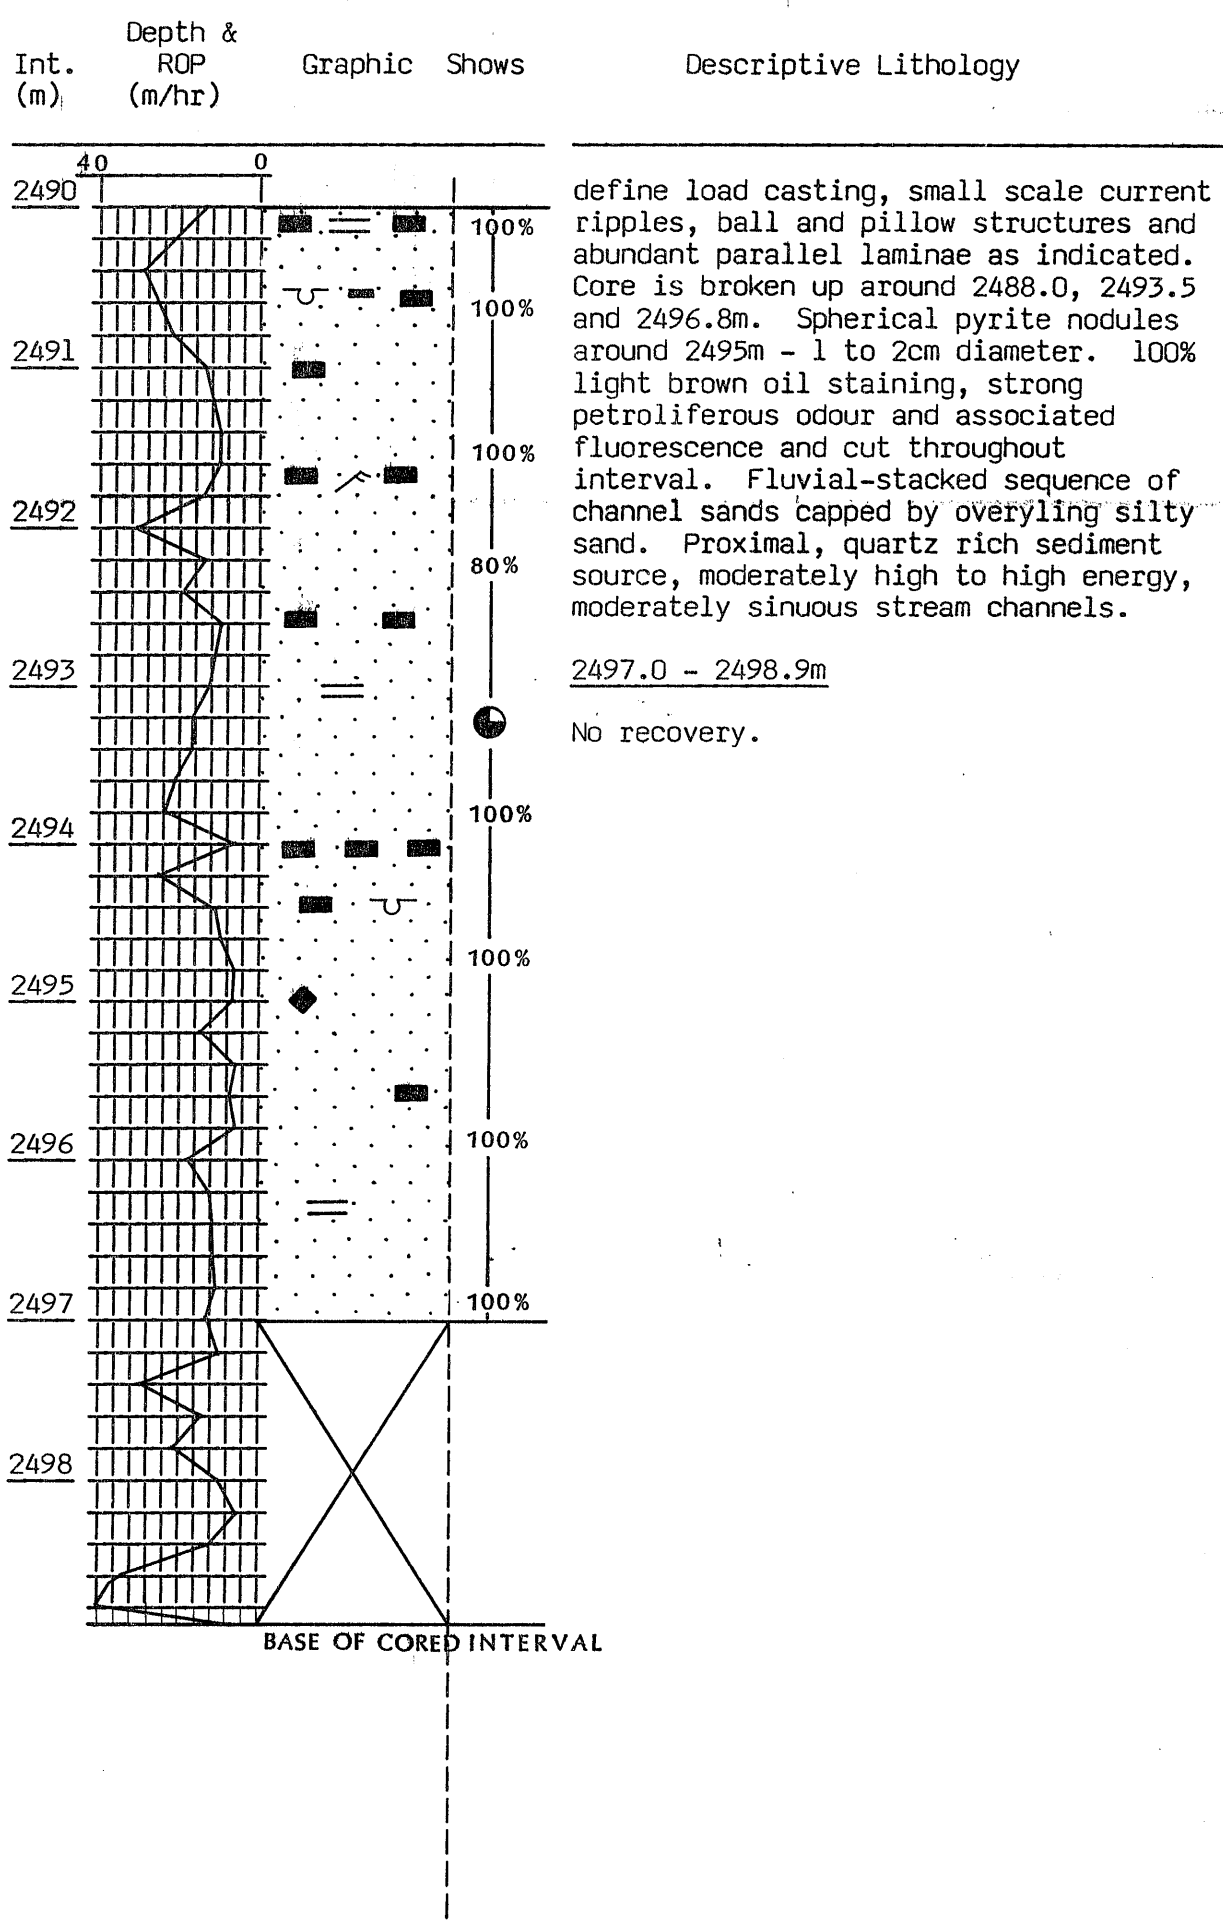 Depth &
Int. ROP Graphic Shows Descriptive Lithology
(m) (m/hr)
40 0
2490
100%
100%
2491
100%
2492
80%
2493
2494
100%
2495
100%
2496
100%
2497
100%
2498
BASE OF CORED INTERVAL
define load casting, small scale current
ripples, ball and pillow structures and
abundant parallel laminae as indicated.
Core is broken up around 2488.0, 2493.5
and 2496.8m. Spherical pyrite nodules
around 2495m - 1 to 2cm diameter. 100%
light brown oil staining, strong
petroliferous odour and associated
fluorescence and cut throughout
interval. Fluvial-stacked sequence of
channel sands capped by overyling silty
sand. Proximal, quartz rich sediment
source, moderately high to high energy,
moderately sinuous stream channels.
2497.0 - 2498.9m
No recovery.